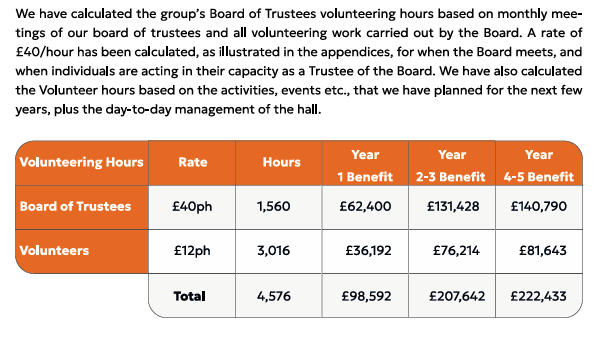 We have calculated the group's Board of Trustees volunteering hours based on monthly mee-
tings of our board of trustees and all volunteering work carried out by the Board. A rate of
£40/hour has been calculated, as illustrated in the appendices, for when the Board meets, and
when individuals are acting in their capacity as a Trustee of the Board. We have also calculated
the Volunteer hours based on the activities, events etc., that we have planned for the next few
years, plus the day-to-day management of the hall.
Volunteering Hours Rate Hours Year 1 Benefit Year 2-3 Benefit Year 4-5 Benefit
Board of Trustees £40ph 1,560 £62,400 £131,428 £140,790
Volunteers £12ph 3,016 £36,192 £76,214 £81,643
Total 4,576 £98,592 £207,642 £222,433